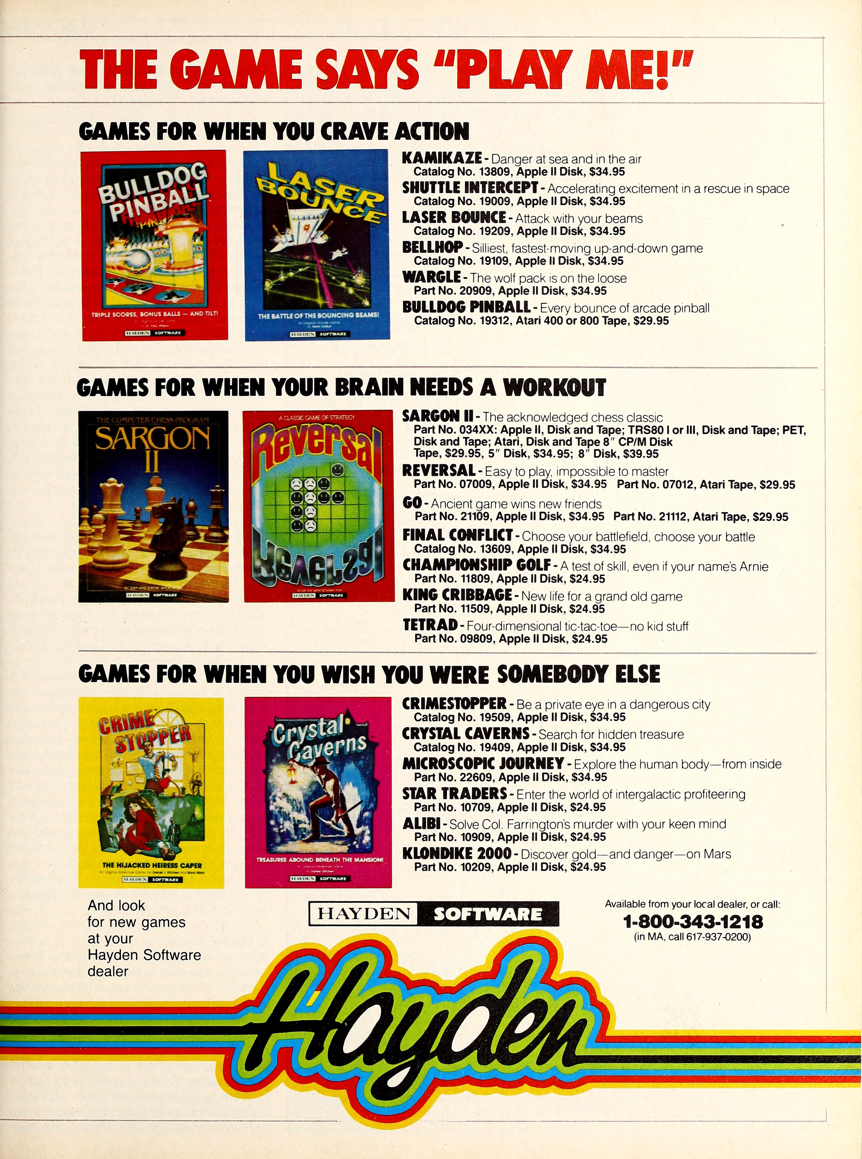 THE GAME SAYS "PLAY ME!"
GAMES FOR WHEN YOU CRAVE ACTION
BULLDOG
PINBALL
TRIPLE SCORES, BONUS BALLS — AND TILT!
HAYDEN SOFTWARE
LASER
BOUNCE
THE BATTLE OF THE BOUNCING BEAMS!
HAYDEN SOFTWARE
KAMIKAZE - Danger at sea and in the air
Catalog No. 13809, Apple II Disk, $34.95
SHUTTLE INTERCEPT - Accelerating excitement in a rescue in space
Catalog No. 19009, Apple II Disk, $34.95
LASER BOUNCE - Attack with your beams
Catalog No. 19209, Apple II Disk, $34.95
BELLHOP - Silliest, fastest-moving up-and-down game
Catalog No. 19109, Apple II Disk, $34.95
WARGLE - The wolf pack is on the loose
Part No. 20909, Apple II Disk, $34.95
BULLDOG PINBALL - Every bounce of arcade pinball
Catalog No. 19312, Atari 400 or 800 Tape, $29.95
GAMES FOR WHEN YOUR BRAIN NEEDS A WORKOUT
THE COMPUTER CHESS PROGRAM
SARGON
II
HAYDEN SOFTWARE
A CLASSIC GAME OF STRATEGY
Reversal
Reversal
HAYDEN SOFTWARE
SARGON II - The acknowledged chess classic
Part No. 034XX: Apple II, Disk and Tape; TRS80 I or III, Disk and Tape; PET,
Disk and Tape; Atari, Disk and Tape 8" CP/M Disk
Tape, $29.95, 5" Disk, $34.95; 8" Disk, $39.95
REVERSAL - Easy to play, impossible to master
Part No. 07009, Apple II Disk, $34.95 Part No. 07012, Atari Tape, $29.95
GO - Ancient game wins new friends
Part No. 21109, Apple II Disk, $34.95 Part No. 21112, Atari Tape, $29.95
FINAL CONFLICT - Choose your battlefield, choose your battle
Catalog No. 13609, Apple II Disk, $34.95
CHAMPIONSHIP GOLF - A test of skill, even if your name's Arnie
Part No. 11809, Apple II Disk, $24.95
KING CRIBBAGE - New life for a grand old game
Part No. 11509, Apple II Disk, $24.95
TETRAD - Four-dimensional tic-tac-toe—no kid stuff
Part No. 09809, Apple II Disk, $24.95
GAMES FOR WHEN YOU WISH YOU WERE SOMEBODY ELSE
CRIME
STOPPER
THE HIJACKED HEIRESS CAPER
HAYDEN SOFTWARE
Crystal
Caverns
TREASURES ABOUND BENEATH THE MANSION!
HAYDEN SOFTWARE
CRIMESTOPPER - Be a private eye in a dangerous city
Catalog No. 19509, Apple II Disk, $34.95
CRYSTAL CAVERNS - Search for hidden treasure
Catalog No. 19409, Apple II Disk, $34.95
MICROSCOPIC JOURNEY - Explore the human body—from inside
Part No. 22609, Apple II Disk, $34.95
STAR TRADERS - Enter the world of intergalactic profiteering
Part No. 10709, Apple II Disk, $24.95
ALIBI - Solve Col. Farrington's murder with your keen mind
Part No. 10909, Apple II Disk, $24.95
KLONDIKE 2000 - Discover gold—and danger—on Mars
Part No. 10209, Apple II Disk, $24.95
And look
for new games
at your
Hayden Software
dealer
HAYDEN SOFTWARE
Available from your local dealer, or call:
1-800-343-1218
(in MA, call 617-937-0200)
Hayden